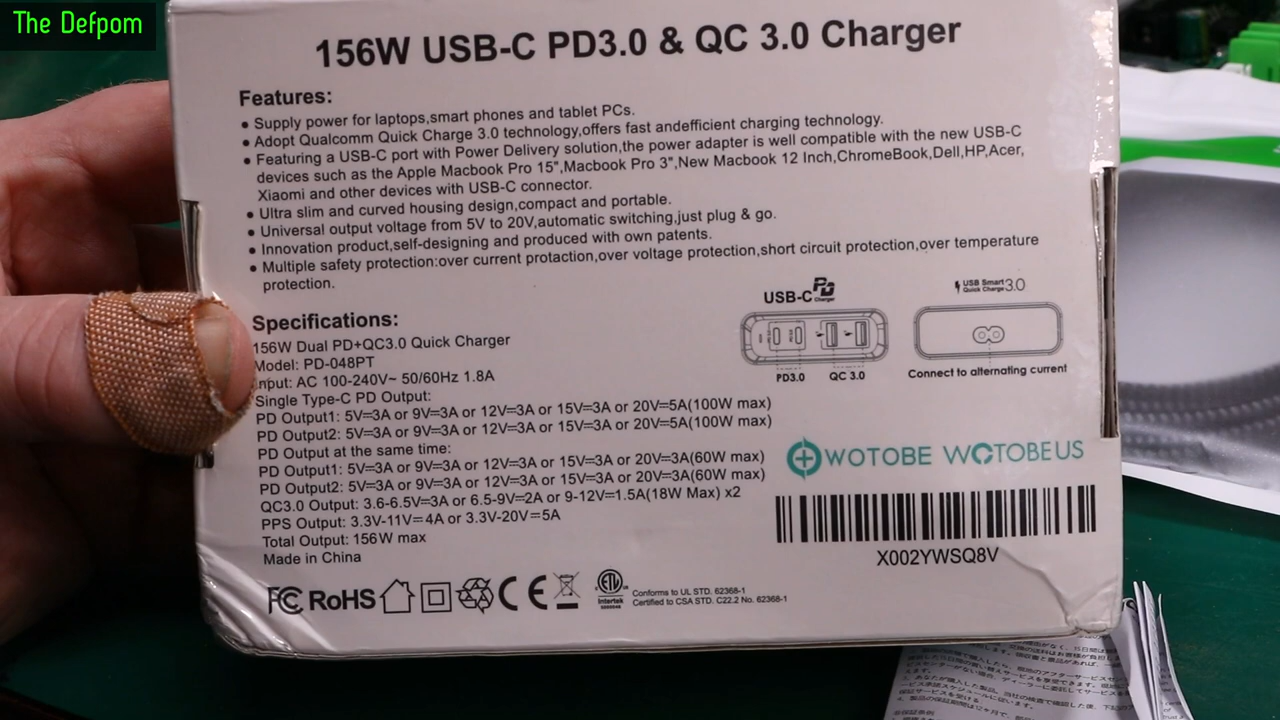 The Defpom
156W USB-C PD3.0 & QC 3.0 Charger
Features:
● Supply power for laptops,smart phones and tablet PCs.
● Adopt Qualcomm Quick Charge 3.0 technology,offers fast andefficient charging technology.
● Featuring a USB-C port with Power Delivery solution,the power adapter is well compatible with the new USB-C
devices such as the Apple Macbook Pro 15",Macbook Pro 3",New Macbook 12 Inch,ChromeBook,Dell,HP,Acer,
Xiaomi and other devices with USB-C connector.
● Ultra slim and curved housing design,compact and portable.
● Universal output voltage from 5V to 20V,automatic switching,just plug & go.
● Innovation product,self-designing and produced with own patents.
● Multiple safety protection:over current protaction,over voltage protection,short circuit protection,over temperature
protection.
Specifications:
156W Dual PD+QC3.0 Quick Charger
Model: PD-048PT
Input: AC 100-240V~ 50/60Hz 1.8A
Single Type-C PD Output:
PD Output1: 5V=3A or 9V=3A or 12V=3A or 15V=3A or 20V=5A(100W max)
PD Output2: 5V=3A or 9V=3A or 12V=3A or 15V=3A or 20V=5A(100W max)
PD Output at the same time:
PD Output1: 5V=3A or 9V=3A or 12V=3A or 15V=3A or 20V=3A(60W max)
PD Output2: 5V=3A or 9V=3A or 12V=3A or 15V=3A or 20V=3A(60W max)
QC3.0 Output: 3.6-6.5V=3A or 6.5-9V=2A or 9-12V=1.5A(18W Max) x2
PPS Output: 3.3V-11V=4A or 3.3V-20V=5A
Total Output: 156W max
Made in China
USB-C PD Charger
PD3.0 QC 3.0
USB Smart Quick Charge 3.0
Connect to alternating current
WOTOBE WOTOBEUS
X002YWSQ8V
FC RoHS CE ETL Intertek
Conforms to UL STD. 62368-1
Certified to CSA STD. C22.2 No. 62368-1